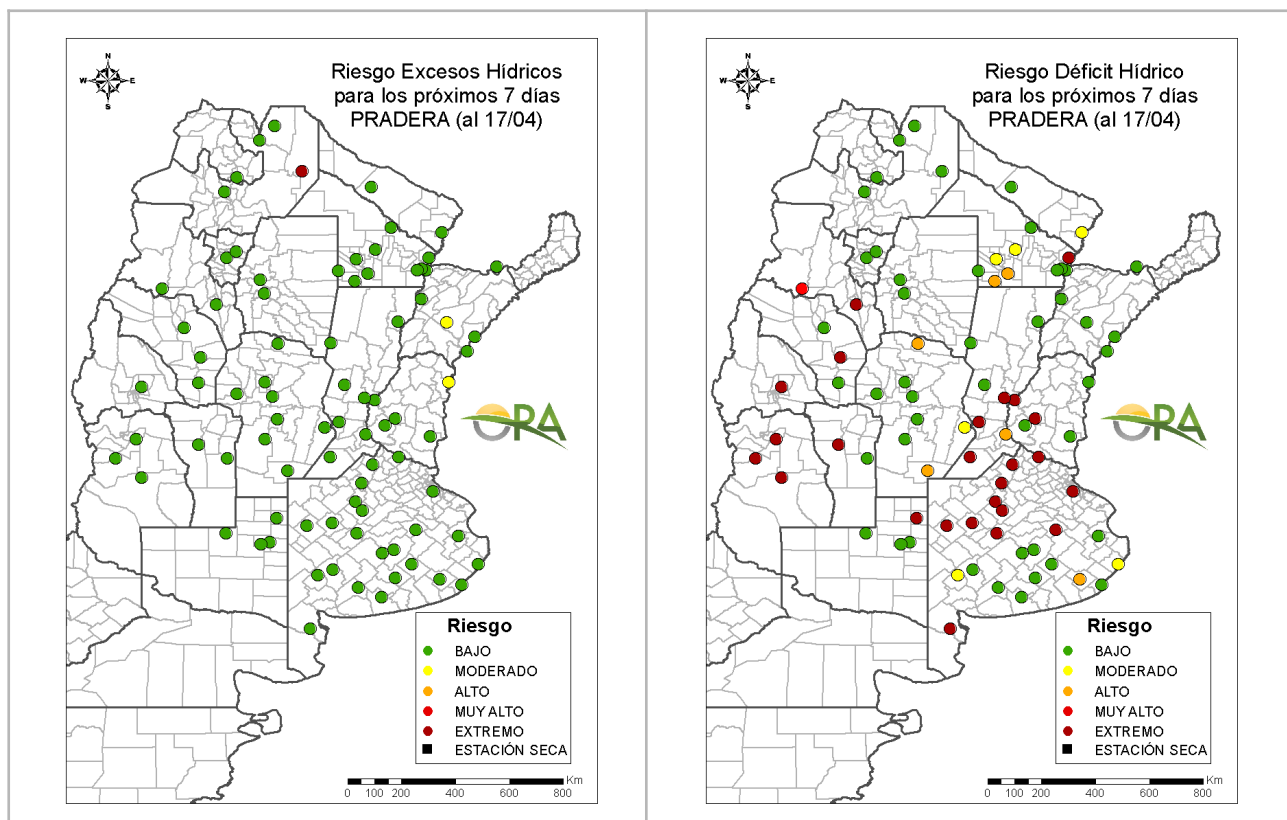 N
W E
S
Riesgo Excesos Hídricos
para los próximos 7 días
PRADERA (al 17/04)
ORA
Riesgo
BAJO
MODERADO
ALTO
MUY ALTO
EXTREMO
ESTACIÓN SECA
Km
0 100 200 400 600 800
N
W E
S
Riesgo Déficit Hídrico
para los próximos 7 días
PRADERA (al 17/04)
ORA
Riesgo
BAJO
MODERADO
ALTO
MUY ALTO
EXTREMO
ESTACIÓN SECA
Km
0 100 200 400 600 800